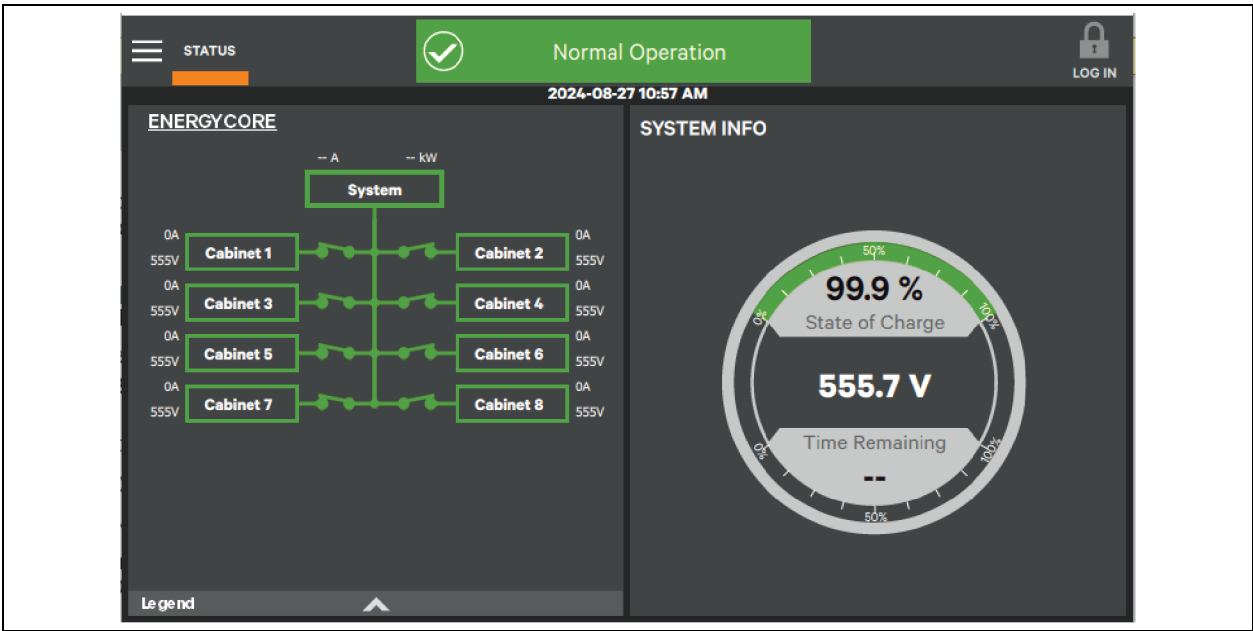 STATUS
Normal Operation
LOG IN
2024-08-27 10:57 AM
ENERGYCORE
-- A -- kW
System
0A
555V
Cabinet 1
Cabinet 2
0A
555V
0A
555V
Cabinet 3
Cabinet 4
0A
555V
0A
555V
Cabinet 5
Cabinet 6
0A
555V
0A
555V
Cabinet 7
Cabinet 8
0A
555V
Legend
SYSTEM INFO
0%
50%
100%
99.9 %
State of Charge
555.7 V
Time Remaining
--
0%
50%
100%